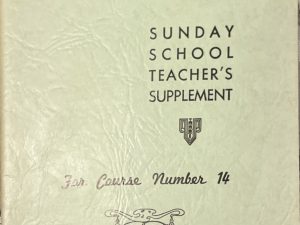 SUNDAY
SCHOOL
TEACHER'S
SUPPLEMENT
For Course Number 14